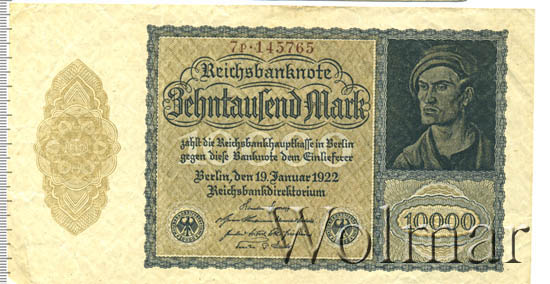 7p·145765
Reichsbanknote
Zehntausend Mark
zahlt die Reichsbankhauptkasse in Berlin
gegen diese Banknote dem Einlieferer
Berlin, den 19. Januar 1922
Reichsbankdirektorium
10000
Wolmar